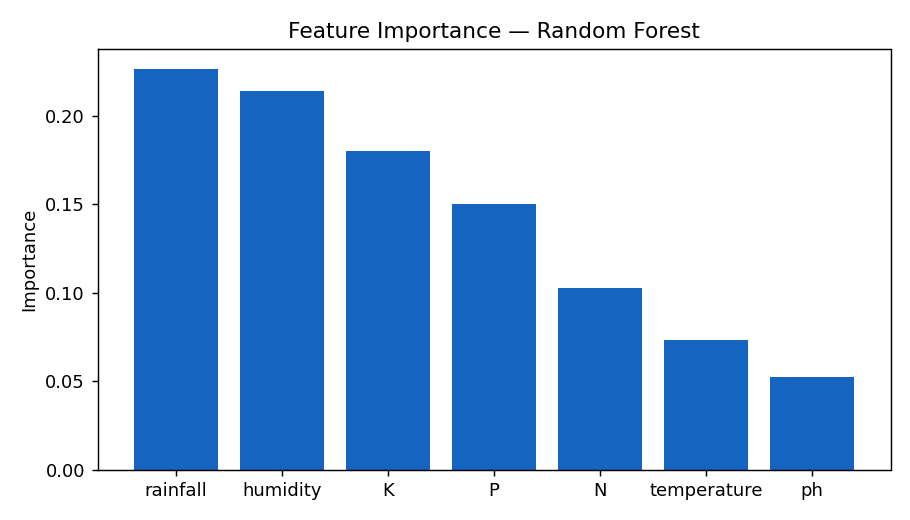 Feature Importance — Random Forest
Importance
0.20
0.15
0.10
0.05
0.00
rainfall humidity K P N temperature ph